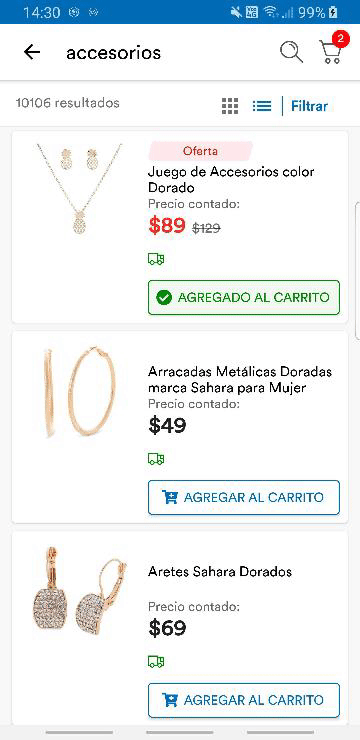 14:30
99%
accesorios
2
10106 resultados
Filtrar
Oferta
Juego de Accesorios color
Dorado
Precio contado:
$89 $129
AGREGADO AL CARRITO
Arracadas Metálicas Doradas
marca Sahara para Mujer
Precio contado:
$49
AGREGAR AL CARRITO
Aretes Sahara Dorados
Precio contado:
$69
AGREGAR AL CARRITO